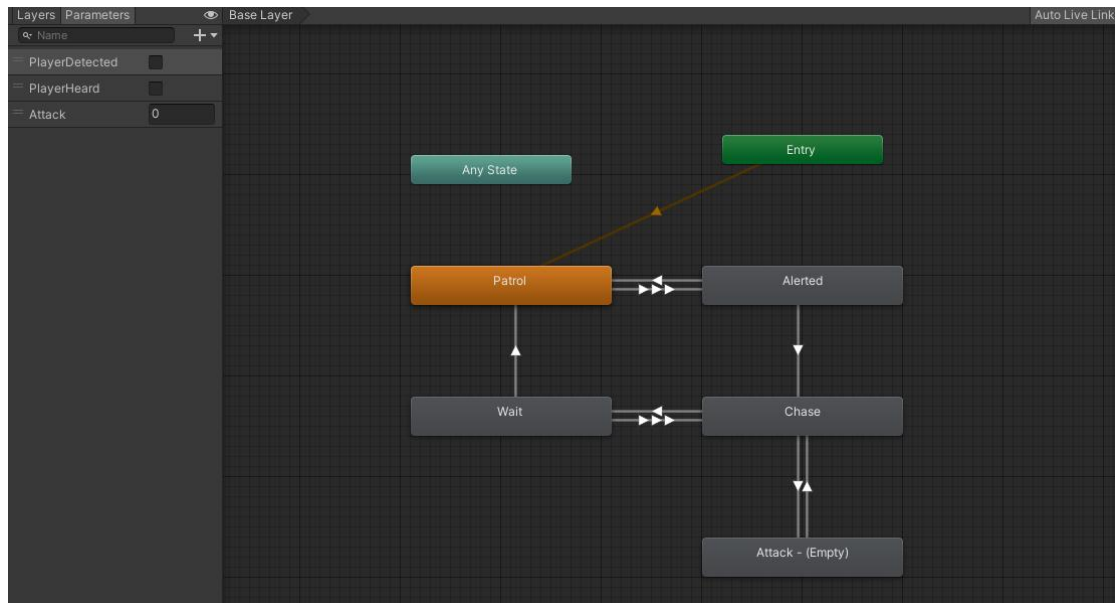 Layers Parameters
Base Layer
Auto Live Link
Name
PlayerDetected
PlayerHeard
Attack 0
Entry
Any State
Patrol
Alerted
Wait
Chase
Attack - (Empty)